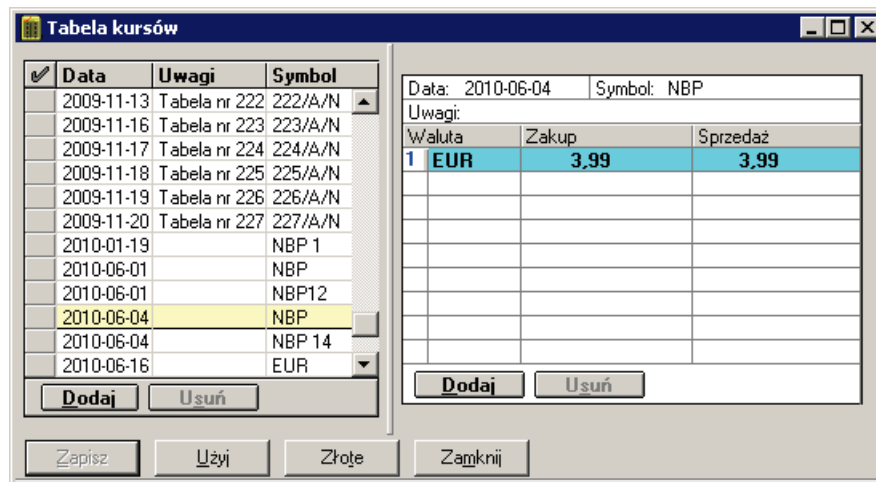 Tabela kursów
Data Uwagi Symbol
2009-11-13 Tabela nr 222 222/A/N
2009-11-16 Tabela nr 223 223/A/N
2009-11-17 Tabela nr 224 224/A/N
2009-11-18 Tabela nr 225 225/A/N
2009-11-19 Tabela nr 226 226/A/N
2009-11-20 Tabela nr 227 227/A/N
2010-01-19 NBP 1
2010-06-01 NBP
2010-06-01 NBP12
2010-06-04 NBP
2010-06-04 NBP 14
2010-06-16 EUR
Dodaj Usuń
Data: 2010-06-04 Symbol: NBP
Uwagi:
Waluta Zakup Sprzedaż
1 EUR 3,99 3,99
Dodaj Usuń
Zapisz Użyj Złote Zamknij